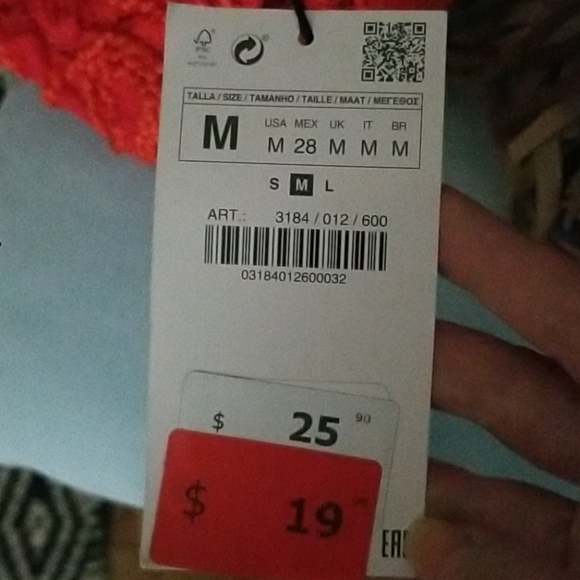 FSC
TALLA / SIZE / TAMANHO / TAILLE / MAAT / ΜΕΓΕΘΟΣ
M
USA MEX UK IT BR
M 28 M M M
S M L
ART.: 3184 / 012 / 600
03184012600032
$ 25 90
$ 19